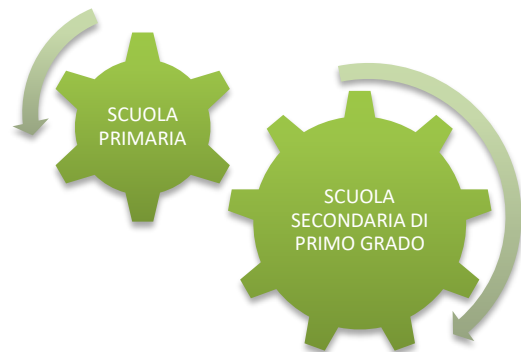 SCUOLA
PRIMARIA
SCUOLA
SECONDARIA DI
PRIMO GRADO